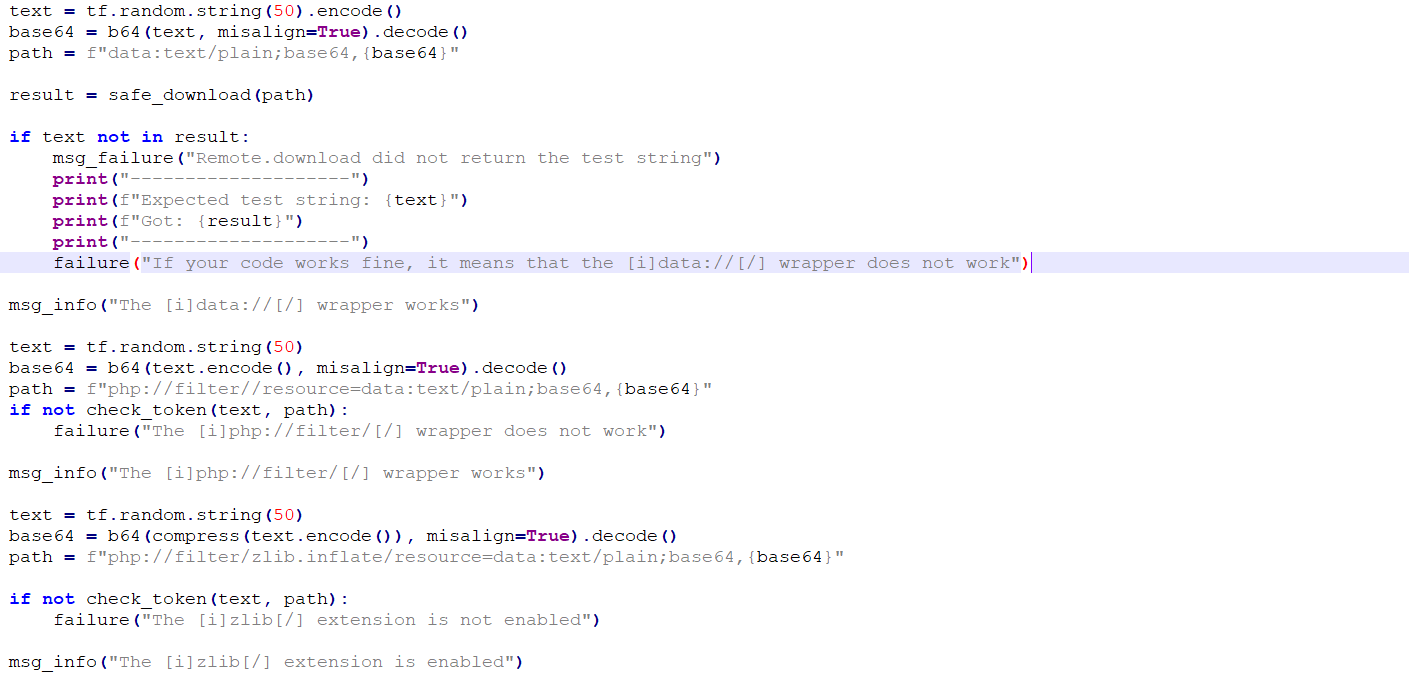 text = tf.random.string(50).encode()
base64 = b64(text, misalign=True).decode()
path = f"data:text/plain;base64,{base64}"

result = safe_download(path)

if text not in result:
    msg_failure("Remote.download did not return the test string")
    print("--------------------")
    print(f"Expected test string: {text}")
    print(f"Got: {result}")
    print("--------------------")
    failure("If your code works fine, it means that the [i]data://[/] wrapper does not work")

msg_info("The [i]data://[/] wrapper works")

text = tf.random.string(50)
base64 = b64(text.encode(), misalign=True).decode()
path = f"php://filter//resource=data:text/plain;base64,{base64}"
if not check_token(text, path):
    failure("The [i]php://filter/[/] wrapper does not work")

msg_info("The [i]php://filter/[/] wrapper works")

text = tf.random.string(50)
base64 = b64(compress(text.encode()), misalign=True).decode()
path = f"php://filter/zlib.inflate/resource=data:text/plain;base64,{base64}"

if not check_token(text, path):
    failure("The [i]zlib[/] extension is not enabled")

msg_info("The [i]zlib[/] extension is enabled")